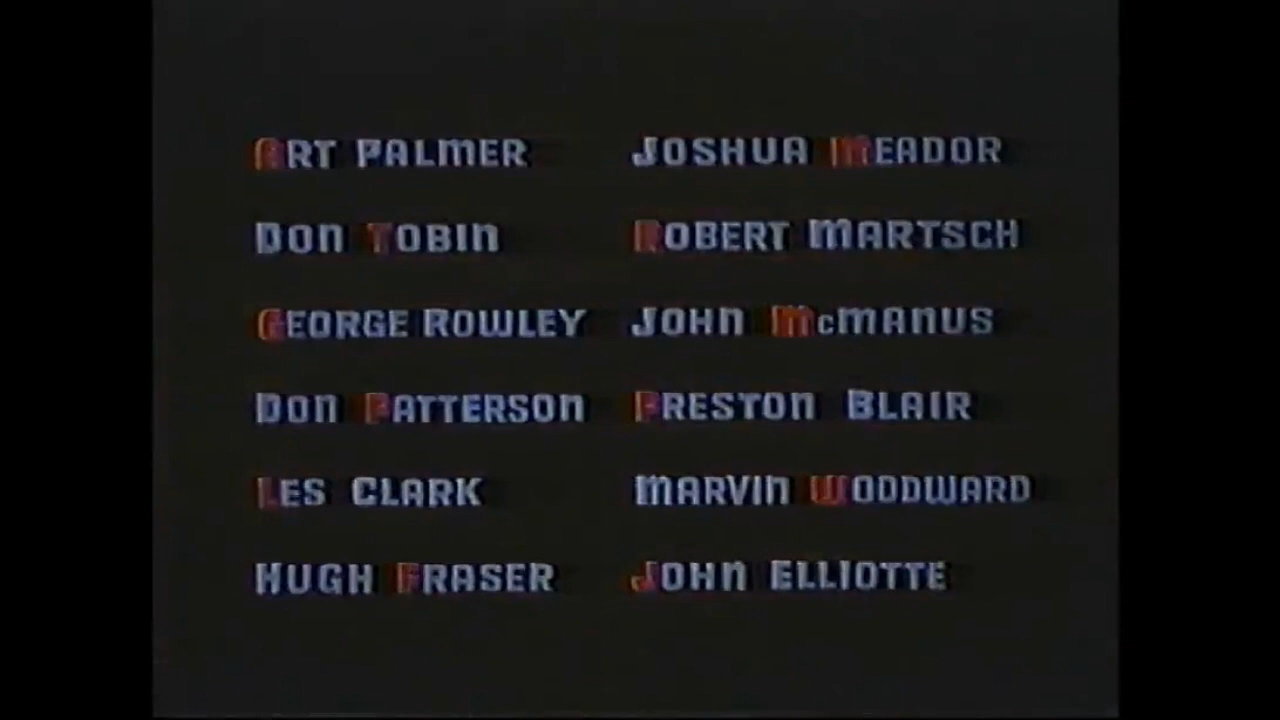 ART PALMER
JOSHUA MEADOR
DON TOBIN
ROBERT MARTSCH
GEORGE ROWLEY
JOHN McMANUS
DON PATTERSON
PRESTON BLAIR
LES CLARK
MARVIN WOODWARD
HUGH FRASER
JOHN ELLIOTTE